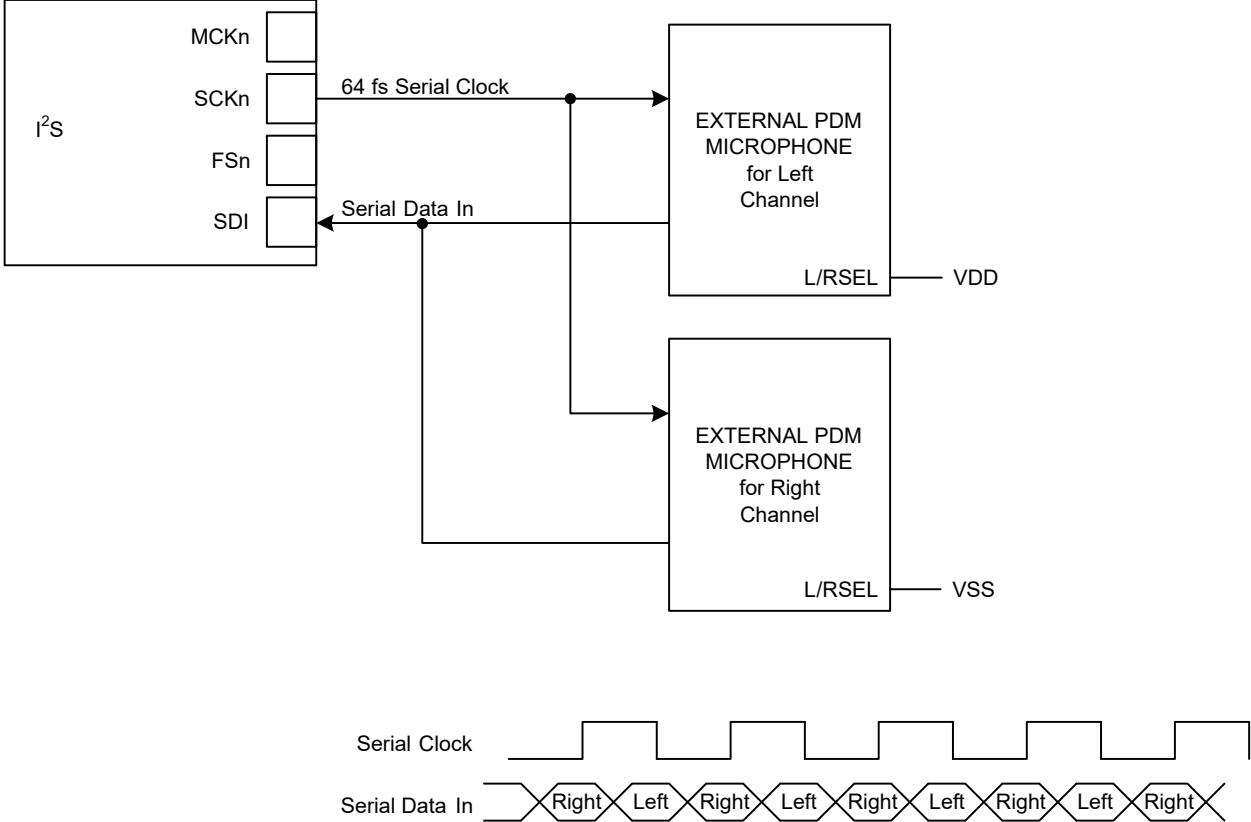 MCKn
SCKn
I²S
FSn
SDI
64 fs Serial Clock
Serial Data In
EXTERNAL PDM
MICROPHONE
for Left
Channel
L/RSEL
VDD
EXTERNAL PDM
MICROPHONE
for Right
Channel
L/RSEL
VSS
Serial Clock
Serial Data In
Right Left Right Left Right Left Right Left Right